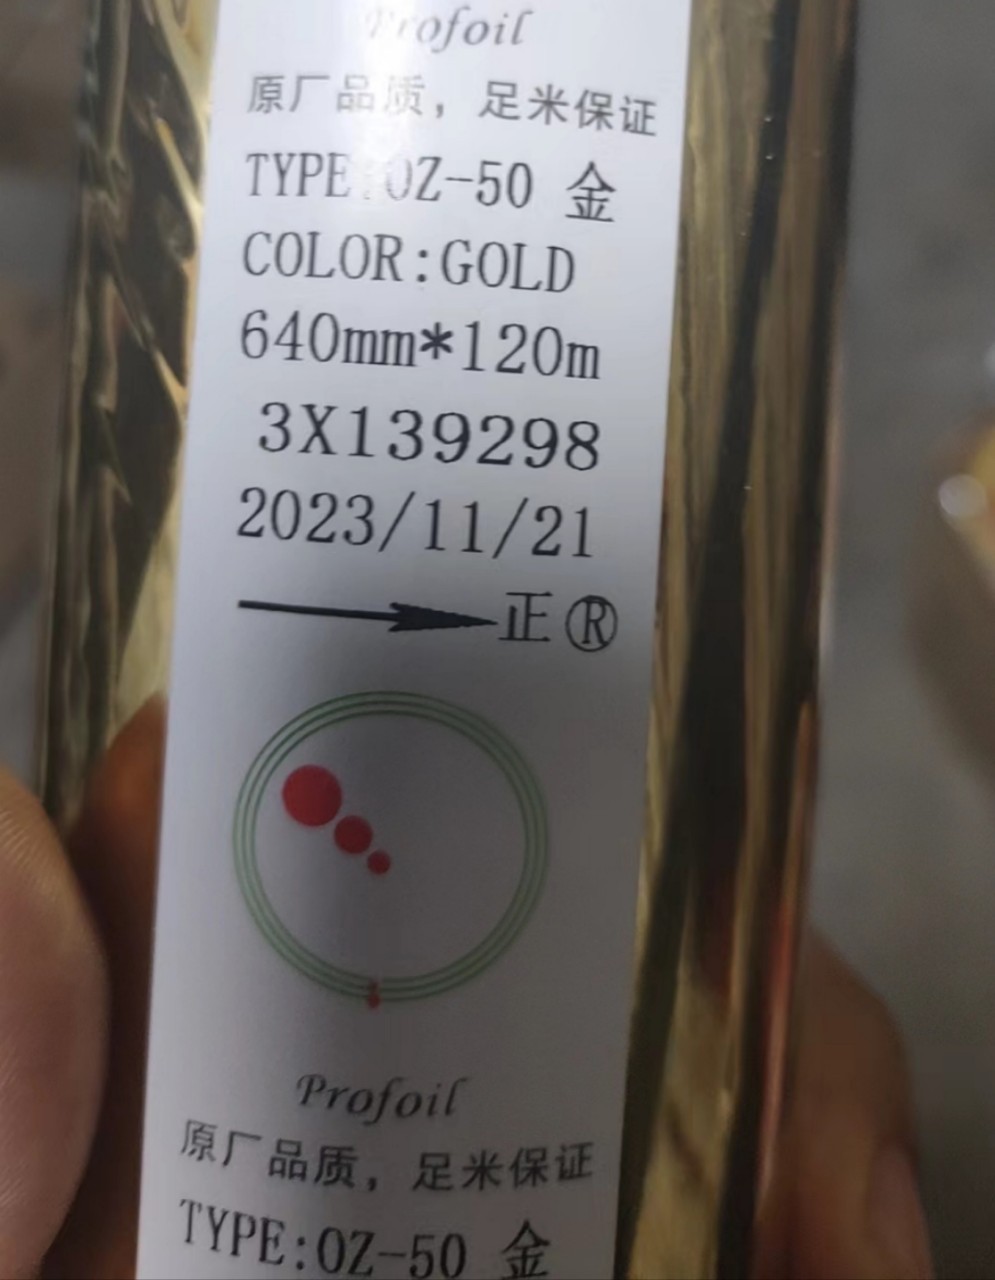 Profoil
原厂品质，足米保证
TYPE:OZ-50 金
COLOR:GOLD
640mm*120m
3X139298
2023/11/21
正®
Profoil
原厂品质，足米保证
TYPE:OZ-50 金